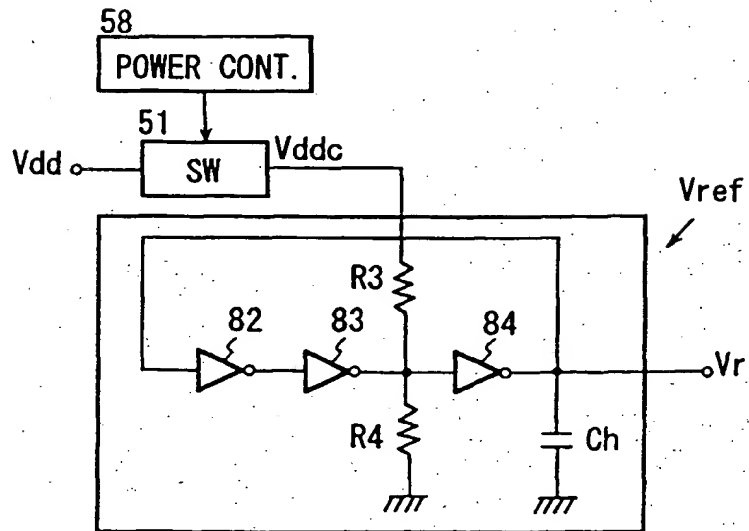 58
POWER CONT.
51
Vdd
SW
Vddc
Vref
R3
82
83
84
Vr
R4
Ch